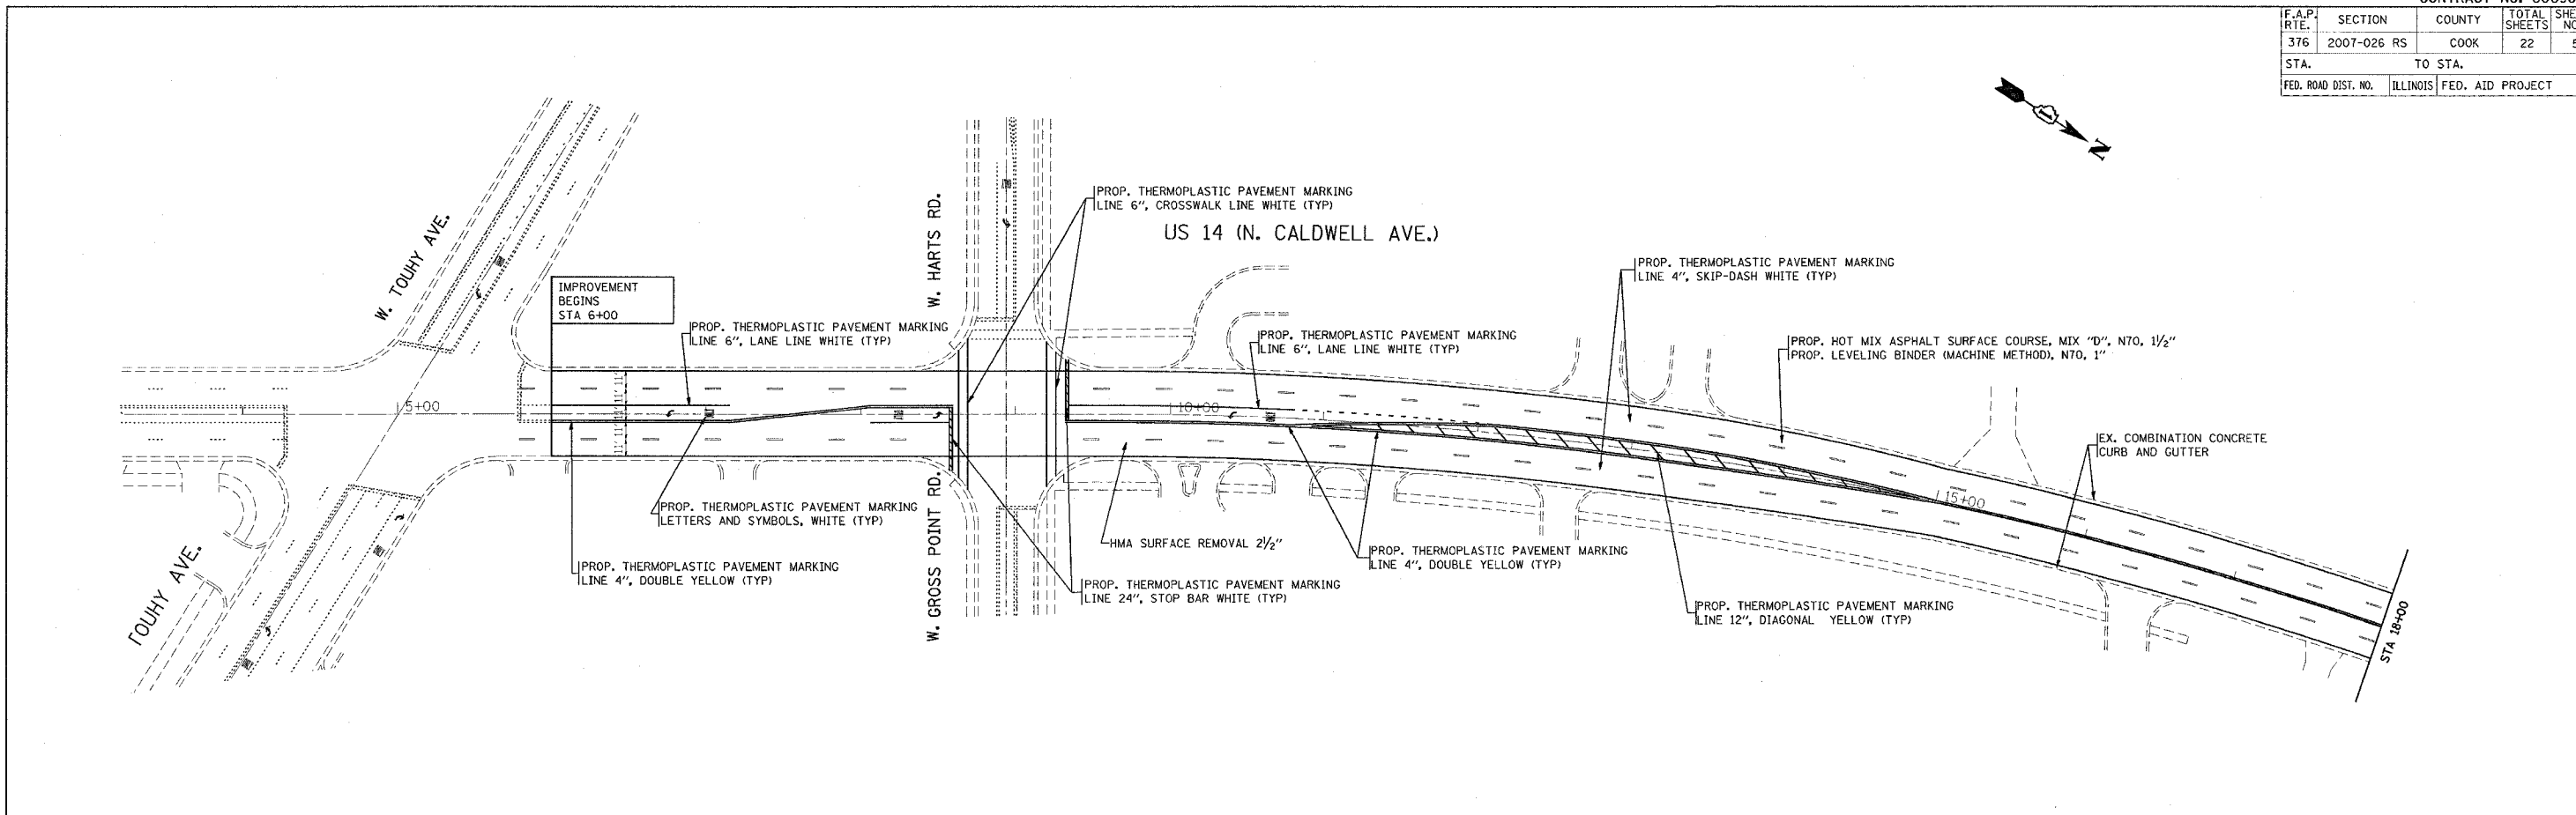 F.A.P. RTE. SECTION COUNTY TOTAL SHEETS
376 2007-026 RS COOK 22
STA. TO STA.
FED. ROAD DIST. NO. ILLINOIS FED. AID PROJECT
N
W. TOUHY AVE.
W. HARTS RD.
PROP. THERMOPLASTIC PAVEMENT MARKING
LINE 6", CROSSWALK LINE WHITE (TYP)
US 14 (N. CALDWELL AVE.)
PROP. THERMOPLASTIC PAVEMENT MARKING
LINE 4", SKIP-DASH WHITE (TYP)
IMPROVEMENT
BEGINS
STA 6+00
PROP. THERMOPLASTIC PAVEMENT MARKING
LINE 6", LANE LINE WHITE (TYP)
PROP. THERMOPLASTIC PAVEMENT MARKING
LINE 6", LANE LINE WHITE (TYP)
PROP. HOT MIX ASPHALT SURFACE COURSE, MIX "D", N70, 1½"
PROP. LEVELING BINDER (MACHINE METHOD), N70, 1"
5+00
10+00
15+00
EX. COMBINATION CONCRETE
CURB AND GUTTER
PROP. THERMOPLASTIC PAVEMENT MARKING
LETTERS AND SYMBOLS, WHITE (TYP)
HMA SURFACE REMOVAL 2½"
PROP. THERMOPLASTIC PAVEMENT MARKING
LINE 4", DOUBLE YELLOW (TYP)
PROP. THERMOPLASTIC PAVEMENT MARKING
LINE 4", DOUBLE YELLOW (TYP)
PROP. THERMOPLASTIC PAVEMENT MARKING
LINE 24", STOP BAR WHITE (TYP)
PROP. THERMOPLASTIC PAVEMENT MARKING
LINE 12", DIAGONAL YELLOW (TYP)
TOUHY AVE.
W. GROSS POINT RD.
STA 18+00